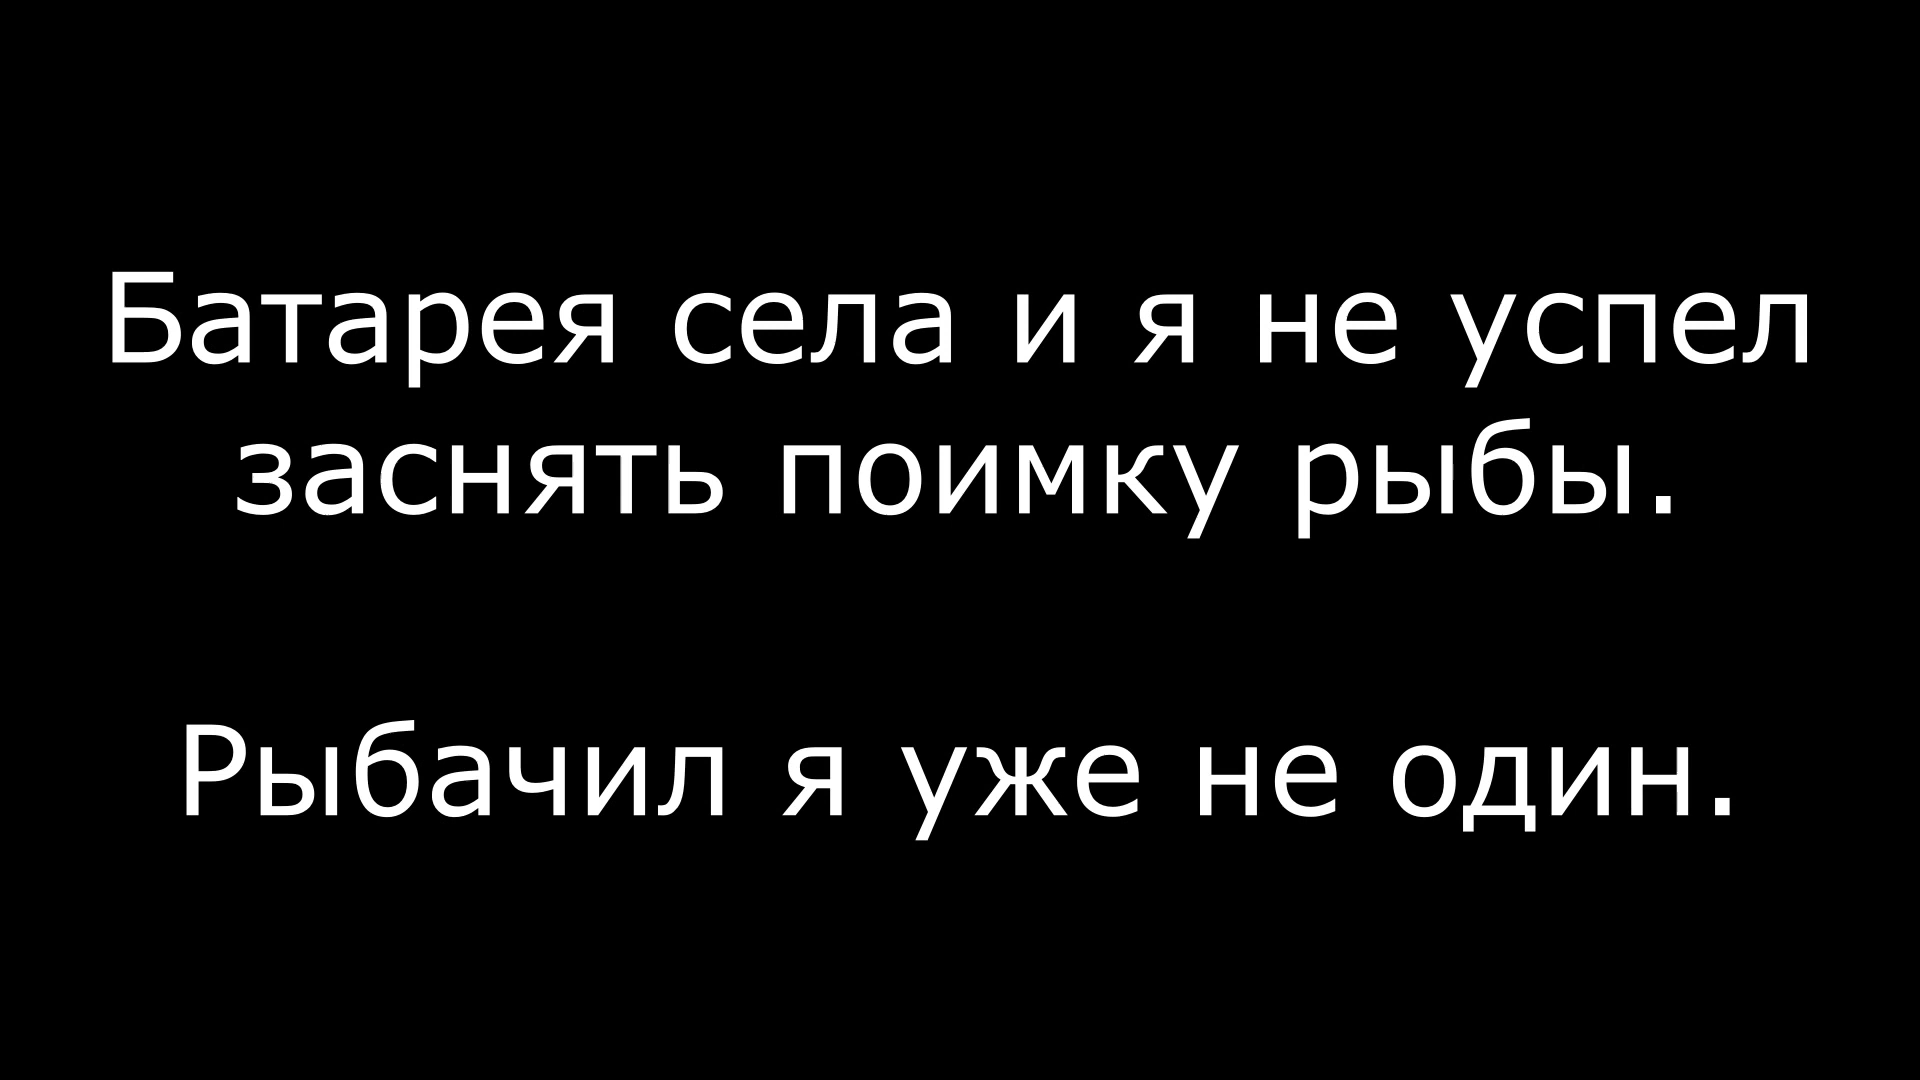 Батарея села и я не успел
заснять поимку рыбы.
Рыбачил я уже не один.